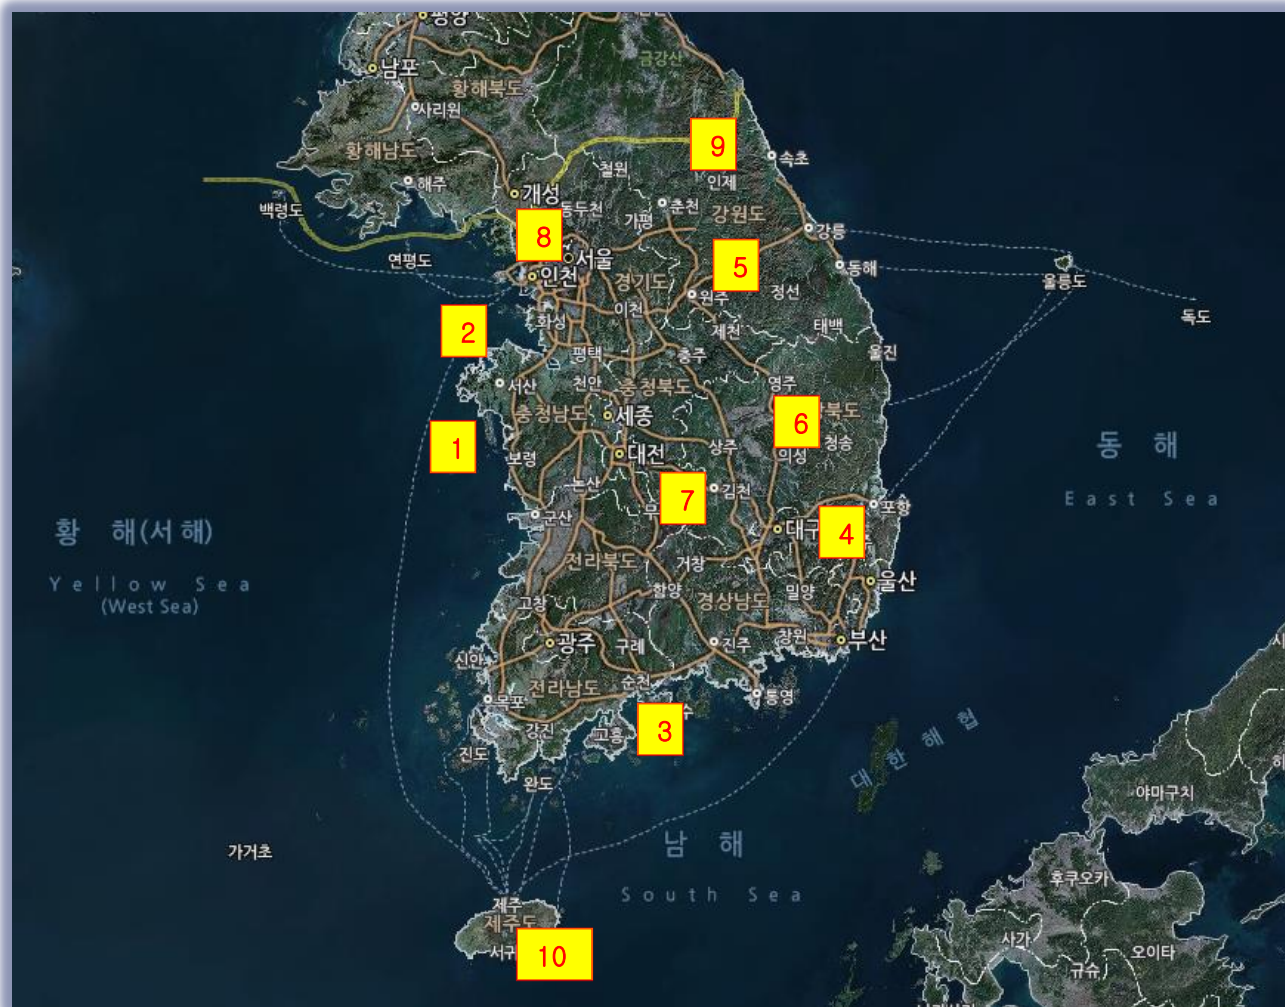 평양
남포
금강산
황해북도
사리원
9
속초
황해남도
철원
인제
해주
개성
백령도
동두천
가평
춘천
강원도
8
강릉
연평도
서울
5
동해
인천
경기도
울릉도
정선
원주
이천
독도
2
화성
제천
태백
평택
충주
울진
서산
천안
충청북도
영주
충청남도
세종
6
북도
1
보령
대전
상주
청송
의성
동 해
논산
7
김천
East Sea
무
군산
포항
황 해(서해)
대구
4
전라북도
거창
Yellow Sea
(West Sea)
고창
함양
경상남도
밀양
울산
광주
구례
진주
창원
부산
신안
전라남도
순천
목포
통영
강진
고흥
3
진도
대한해협
완도
야마구치
가거초
남 해
후쿠오카
South Sea
제주
제주도
서귀
10
사가
오이타
규슈